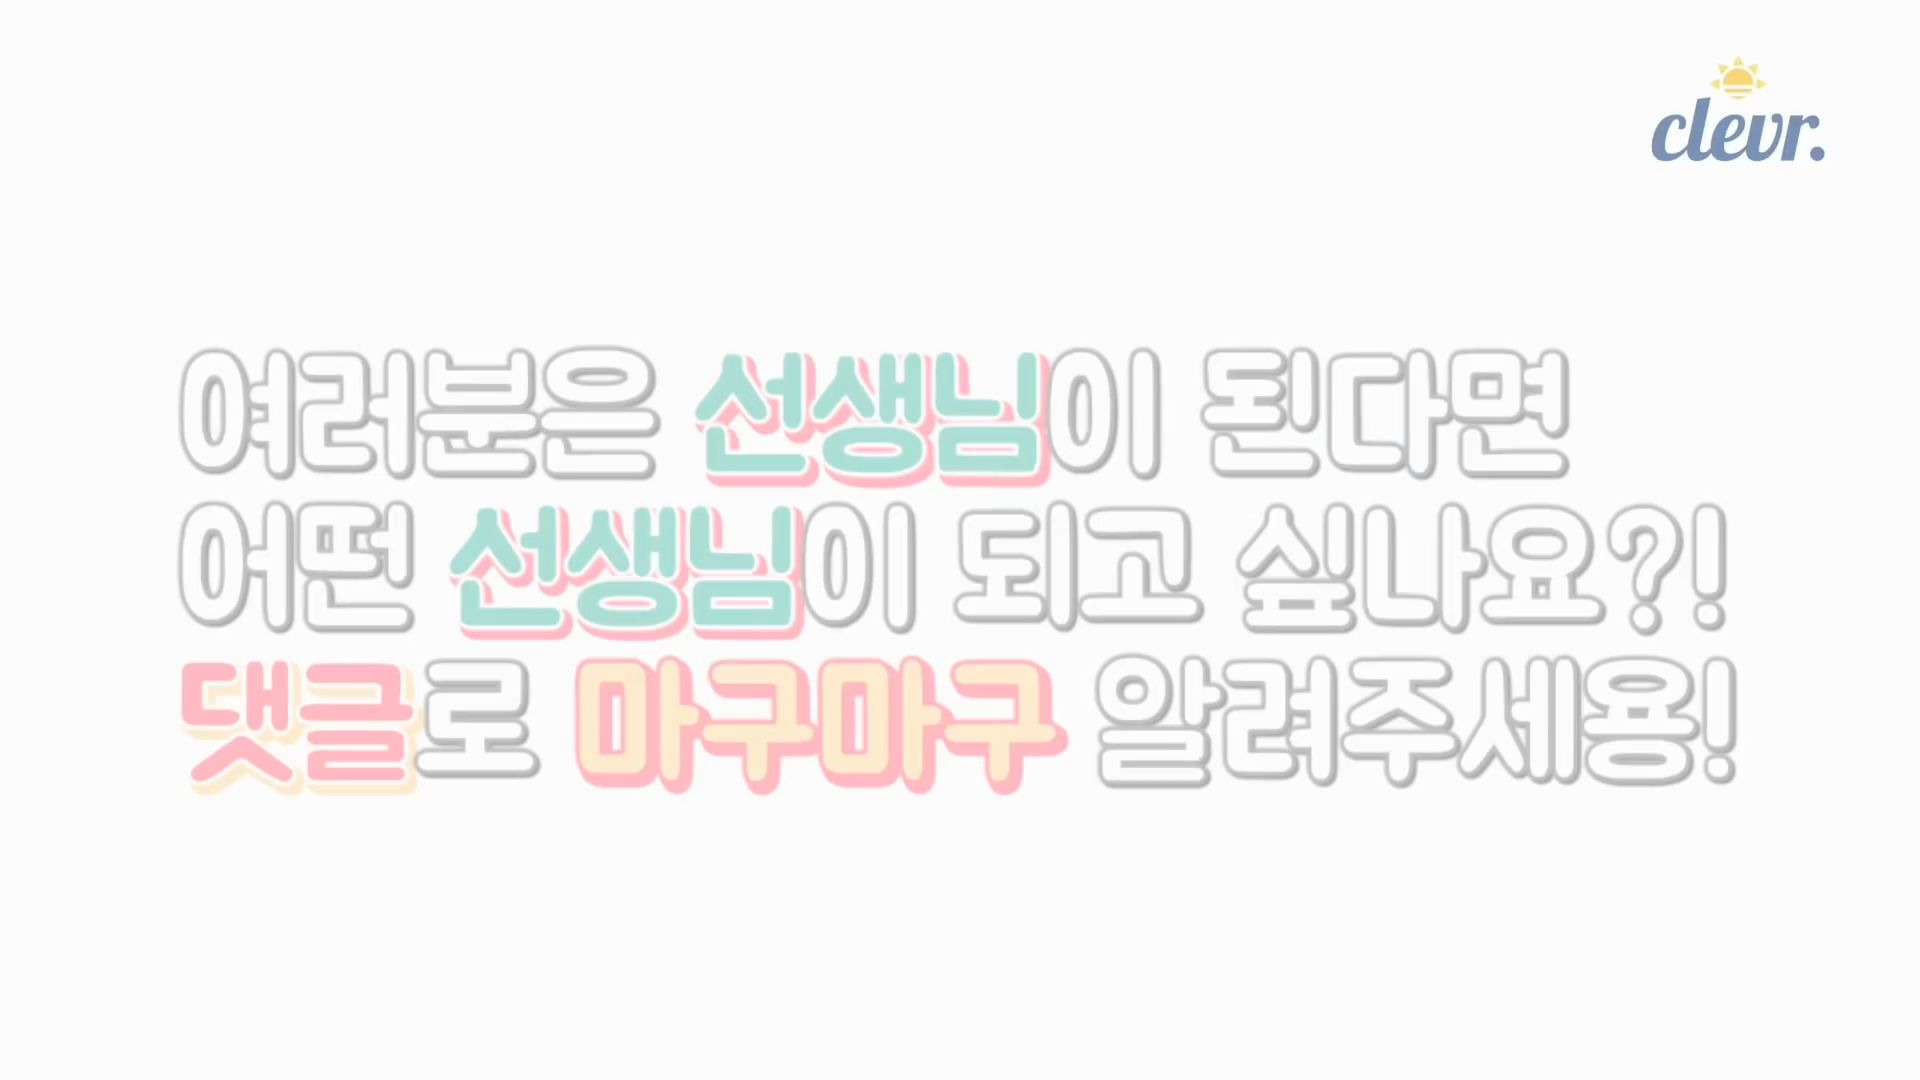 clevr.
여러분은 선생님이 된다면
어떤 선생님이 되고 싶나요?!
댓글로 마구마구 알려주세용!